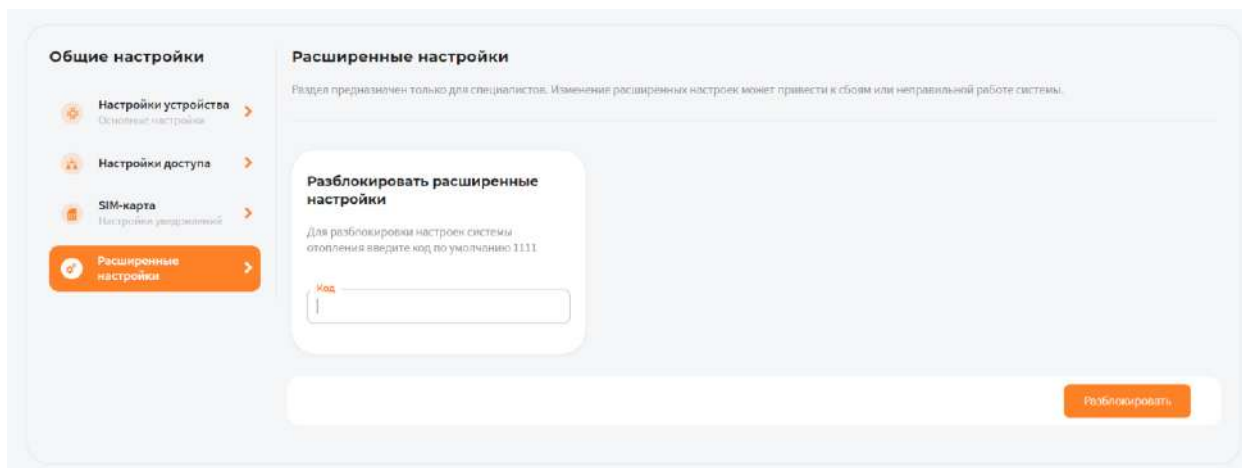 Общие настройки
Настройки устройства
Основные настройки
Настройки доступа
SIM-карта
Настройки уведомлений
Расширенные
настройки
Расширенные настройки
Раздел предназначен только для специалистов. Изменение расширенных настроек может привести к сбоям или неправильной работе системы.
Разблокировать расширенные
настройки
Для разблокировки настроек системы
отопления введите код по умолчанию 1111
Код
Разблокировать